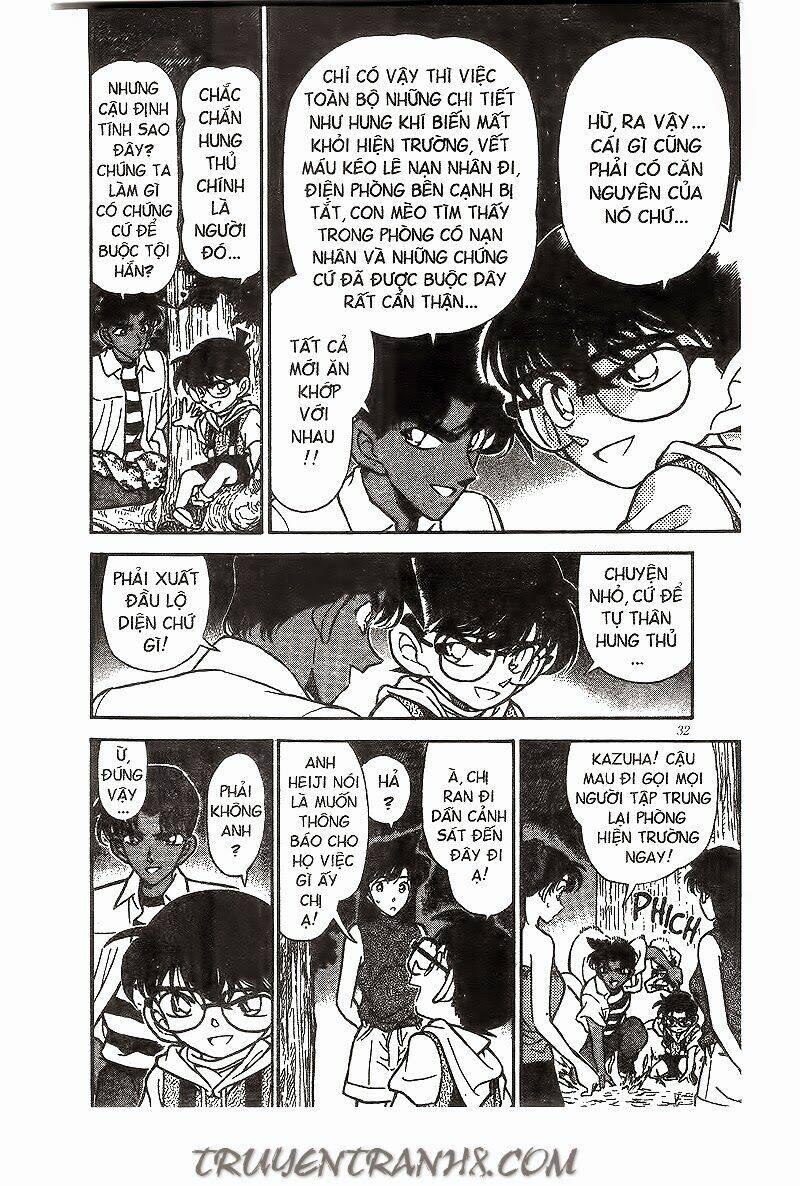 HỪ, RA VẬY...
CÁI GÌ CŨNG
PHẢI CÓ CĂN
NGUYÊN CỦA
NÓ CHỨ...
CHỈ CÓ VẬY THÌ VIỆC
TOÀN BỘ NHỮNG CHI TIẾT
NHƯ HUNG KHÍ BIẾN MẤT
KHỎI HIỆN TRƯỜNG, VẾT
MÁU KÉO LÊ NẠN NHÂN ĐI,
ĐIỆN PHÒNG BÊN CẠNH BỊ
TẮT, CON MÈO TÌM THẤY
TRONG PHÒNG CÓ NẠN
NHÂN VÀ NHỮNG CHỨNG
CỨ ĐÃ ĐƯỢC BUỘC DÂY
RẤT CẨN THẬN...
TẤT CẢ
MỚI ĂN
KHỚP
VỚI
NHAU
!!
CHẮC
CHẮN
HUNG
THỦ
CHÍNH
LÀ
NGƯỜI
ĐÓ...
NHƯNG
CẬU ĐỊNH
TÍNH SAO
ĐÂY?
CHÚNG TA
LÀM GÌ
CÓ CHỨNG
CỨ ĐỂ
BUỘC TỘI
HẮN?
CHUYỆN
NHỎ, CỨ ĐỂ
TỰ THÂN
HUNG THỦ
...
PHẢI XUẤT
ĐẦU LỘ
DIỆN CHỨ
GÌ!
32
KAZUHA! CẬU
MAU ĐI GỌI MỌI
NGƯỜI TẬP TRUNG
LẠI PHÒNG
HIỆN TRƯỜNG
NGAY!
PHỊCH
À, CHỊ
RAN ĐI
DẪN CẢNH
SÁT ĐẾN
ĐÂY ĐI
Ạ!
HẢ
?
ANH
HEIJI NÓI
LÀ MUỐN
THÔNG
BÁO CHO
HỌ VIỆC
GÌ ẤY
CHỊ
Ạ!
PHẢI
KHÔNG
ANH
?
Ừ,
ĐÚNG
VẬY
...
TRUYENTRANH8.COM